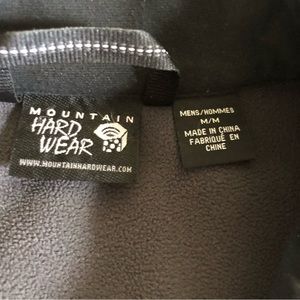 MOUNTAIN
HARD
WEAR
WWW.MOUNTAINHARDWEAR.COM
MENS/HOMMES
M/M
MADE IN CHINA
FABRIQUÉ EN
CHINE